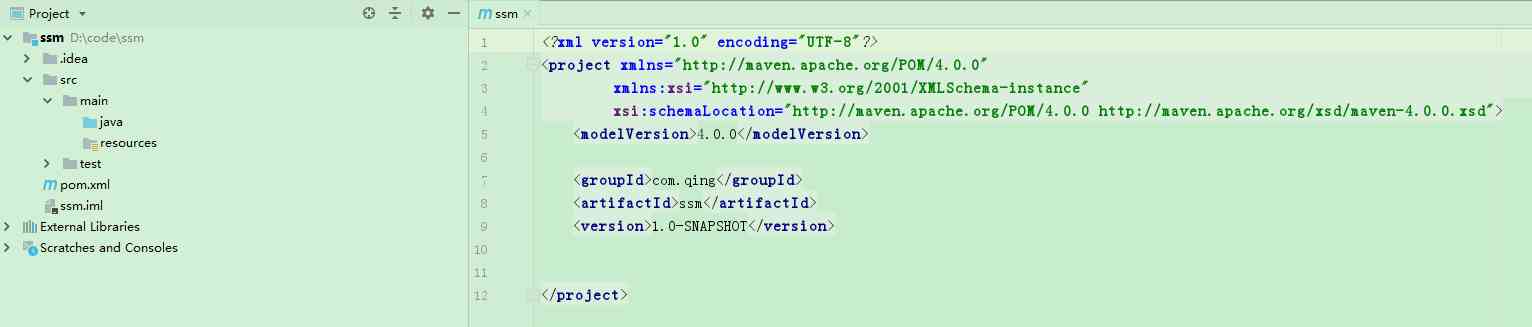 Project
ssm D:\code\ssm
.idea
src
main
java
resources
test
pom.xml
ssm.iml
External Libraries
Scratches and Consoles
m ssm
1 <?xml version="1.0" encoding="UTF-8"?>
2 <project xmlns="http://maven.apache.org/POM/4.0.0"
3 xmlns:xsi="http://www.w3.org/2001/XMLSchema-instance"
4 xsi:schemaLocation="http://maven.apache.org/POM/4.0.0 http://maven.apache.org/xsd/maven-4.0.0.xsd">
5 <modelVersion>4.0.0</modelVersion>
6
7 <groupId>com.qing</groupId>
8 <artifactId>ssm</artifactId>
9 <version>1.0-SNAPSHOT</version>
10
11
12 </project>